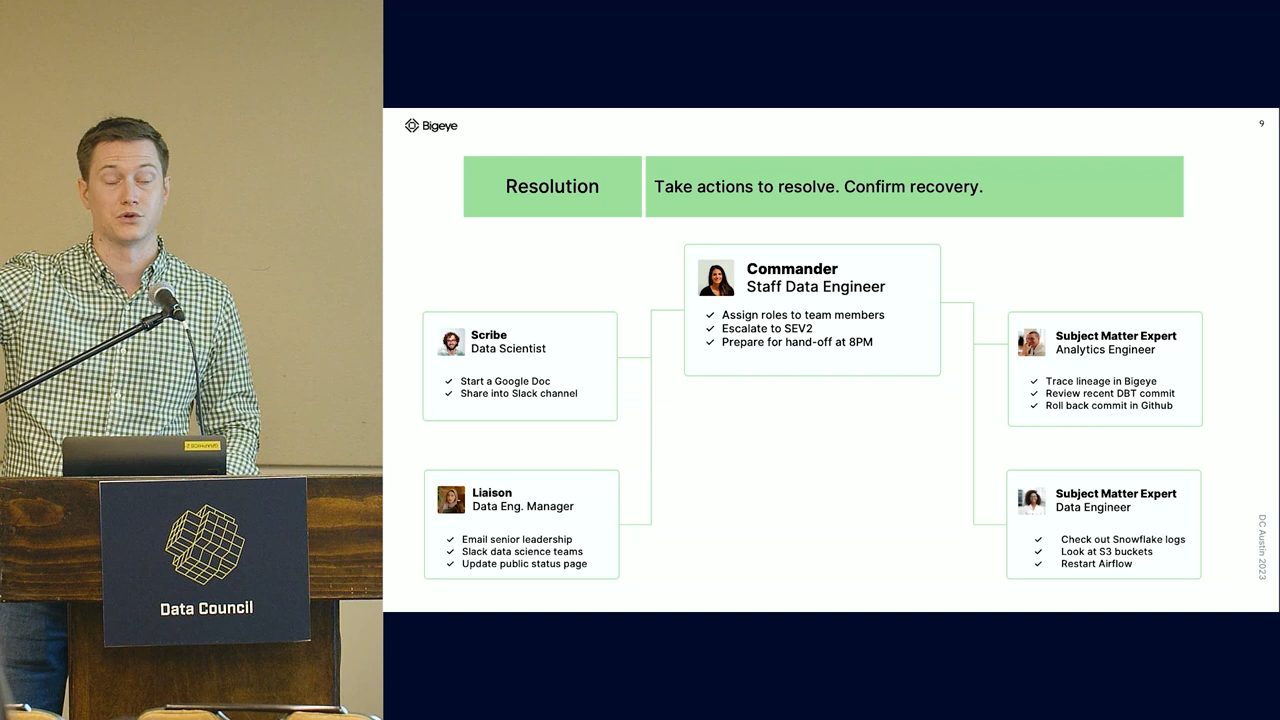 Bigeye
9
Resolution
Take actions to resolve. Confirm recovery.
Commander
Staff Data Engineer
✓ Assign roles to team members
✓ Escalate to SEV2
✓ Prepare for hand-off at 8PM
Scribe
Data Scientist
✓ Start a Google Doc
✓ Share into Slack channel
Subject Matter Expert
Analytics Engineer
✓ Trace lineage in Bigeye
✓ Review recent DBT commit
✓ Roll back commit in Github
Liaison
Data Eng. Manager
✓ Email senior leadership
✓ Slack data science teams
✓ Update public status page
Subject Matter Expert
Data Engineer
✓ Check out Snowflake logs
✓ Look at S3 buckets
✓ Restart Airflow
DC Austin 2023
Data Council